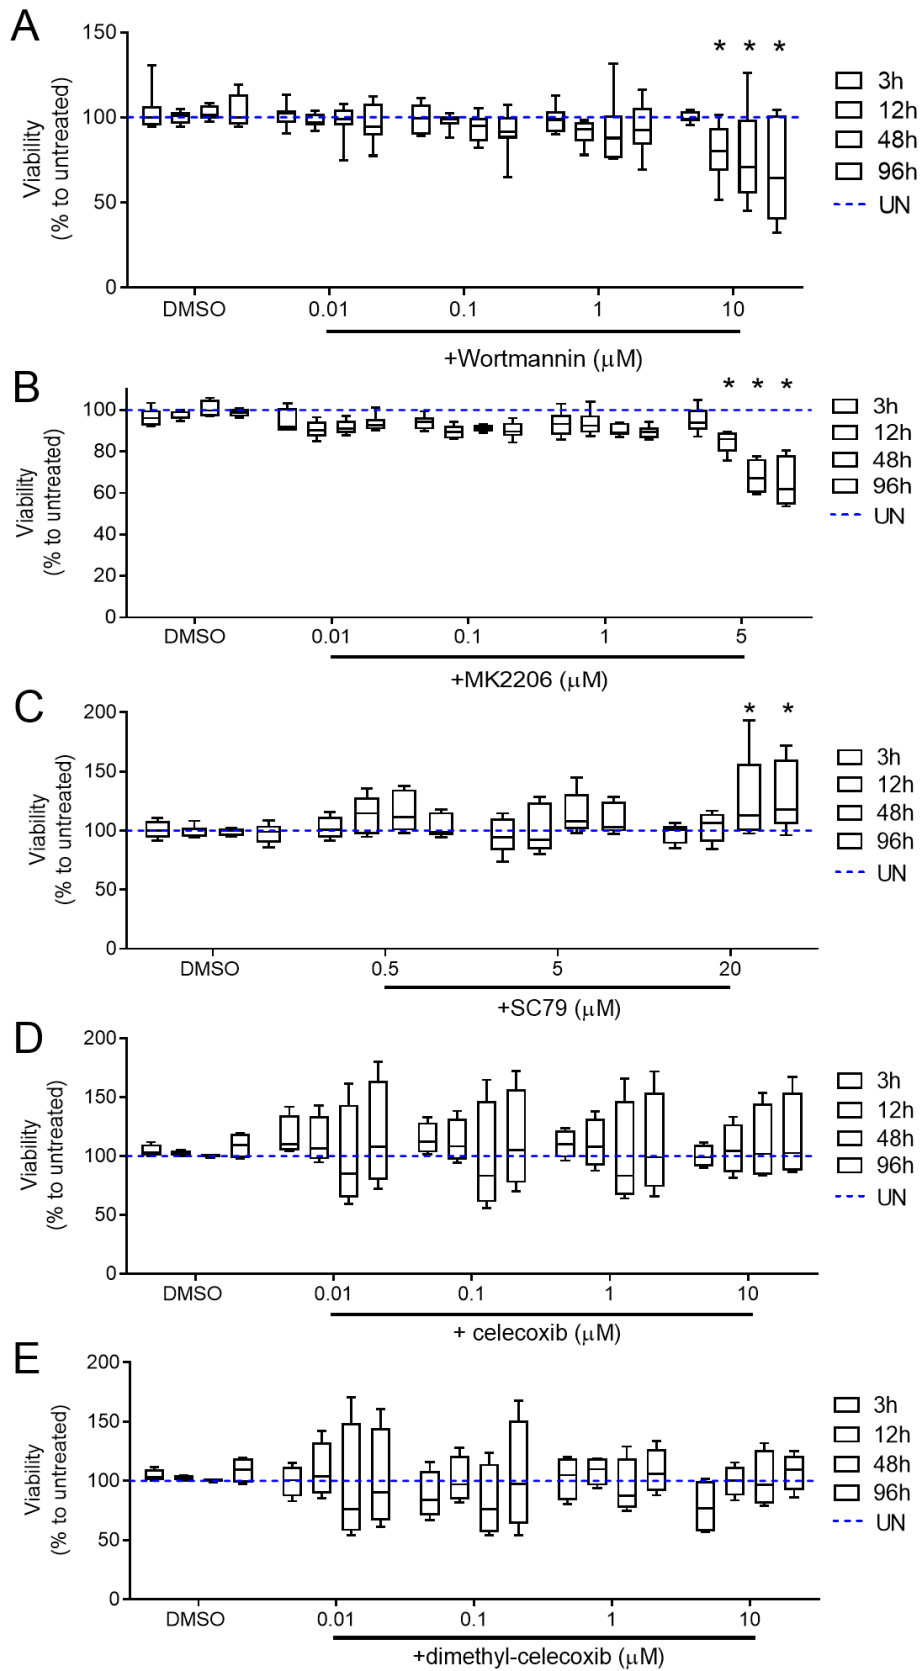 A
Viability
(% to untreated)
150
100
50
0
* * *
3h
12h
48h
96h
UN
DMSO 0.01 0.1 1 10
+Wortmannin (μM)
B
Viability
(% to untreated)
100
80
60
40
20
0
* * *
3h
12h
48h
96h
UN
DMSO 0.01 0.1 1 5
+MK2206 (μM)
C
Viability
(% to untreated)
200
150
100
50
0
* *
3h
12h
48h
96h
UN
DMSO 0.5 5 20
+SC79 (μM)
D
Viability
(% to untreated)
200
150
100
50
0
3h
12h
48h
96h
UN
DMSO 0.01 0.1 1 10
+ celecoxib (μM)
E
Viability
(% to untreated)
200
150
100
50
0
3h
12h
48h
96h
UN
DMSO 0.01 0.1 1 10
+dimethyl-celecoxib (μM)